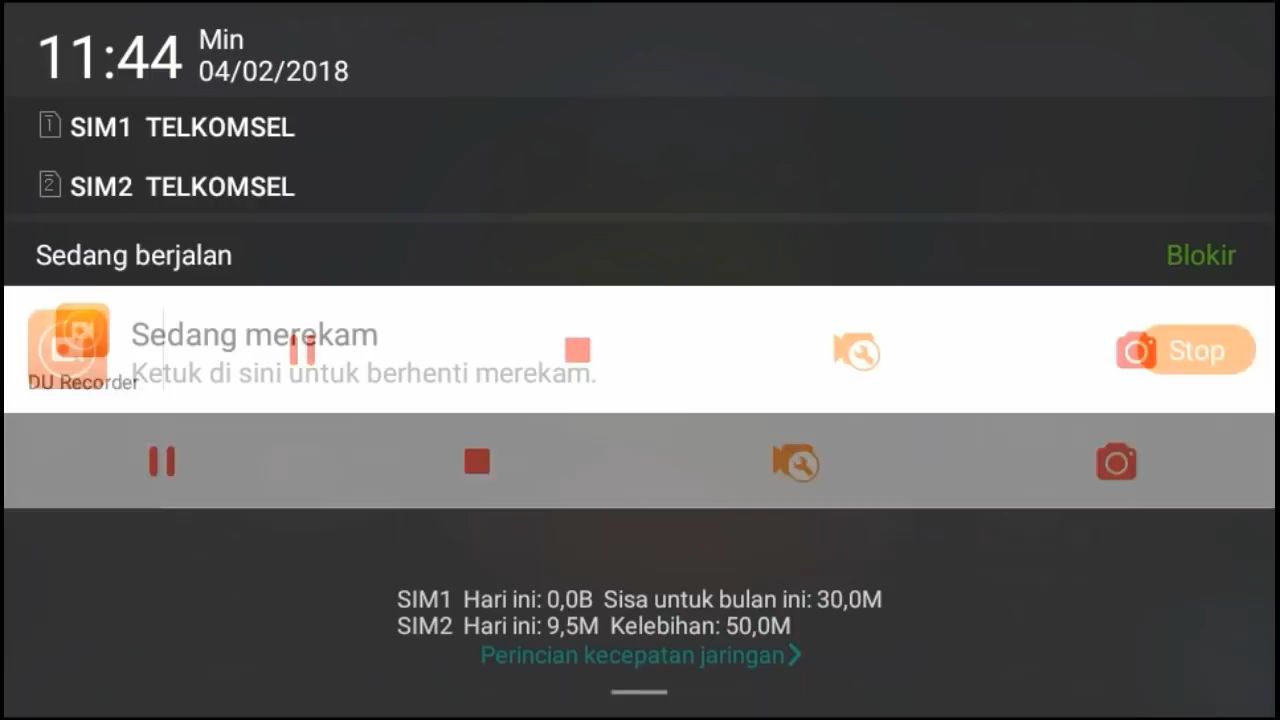 11:44
Min
04/02/2018
1 SIM1 TELKOMSEL
2 SIM2 TELKOMSEL
Sedang berjalan
Blokir
Sedang merekam
Stop
Ketuk di sini untuk berhenti merekam.
DU Recorder
SIM1 Hari ini: 0,0B Sisa untuk bulan ini: 30,0M
SIM2 Hari ini: 9,5M Kelebihan: 50,0M
Perincian kecepatan jaringan